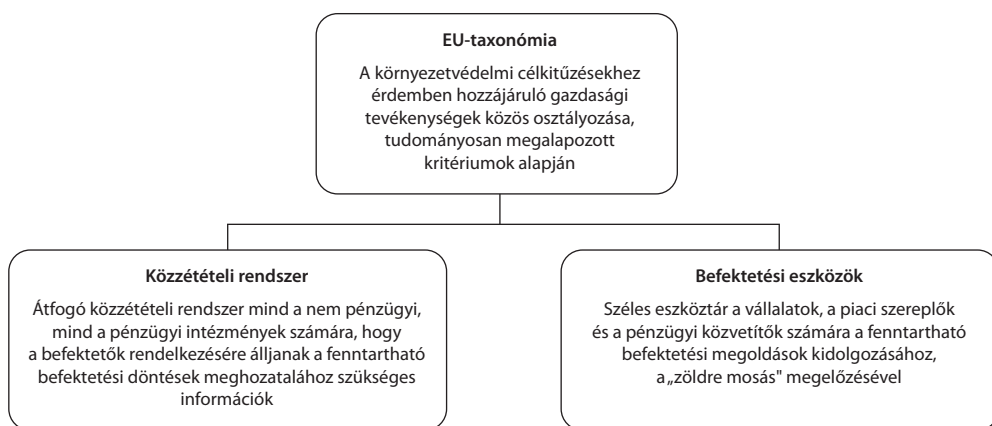 EU-taxonómia
A környezetvédelmi célkitűzésekhez
érdemben hozzájáruló gazdasági
tevékenységek közös osztályozása,
tudományosan megalapozott
kritériumok alapján
Közzétételi rendszer
Átfogó közzétételi rendszer mind a nem pénzügyi,
mind a pénzügyi intézmények számára, hogy
a befektetők rendelkezésére álljanak a fenntartható
befektetési döntések meghozatalához szükséges
információk
Befektetési eszközök
Széles eszköztár a vállalatok, a piaci szereplők
és a pénzügyi közvetítők számára a fenntartható
befektetési megoldások kidolgozásához,
a „zöldre mosás" megelőzésével